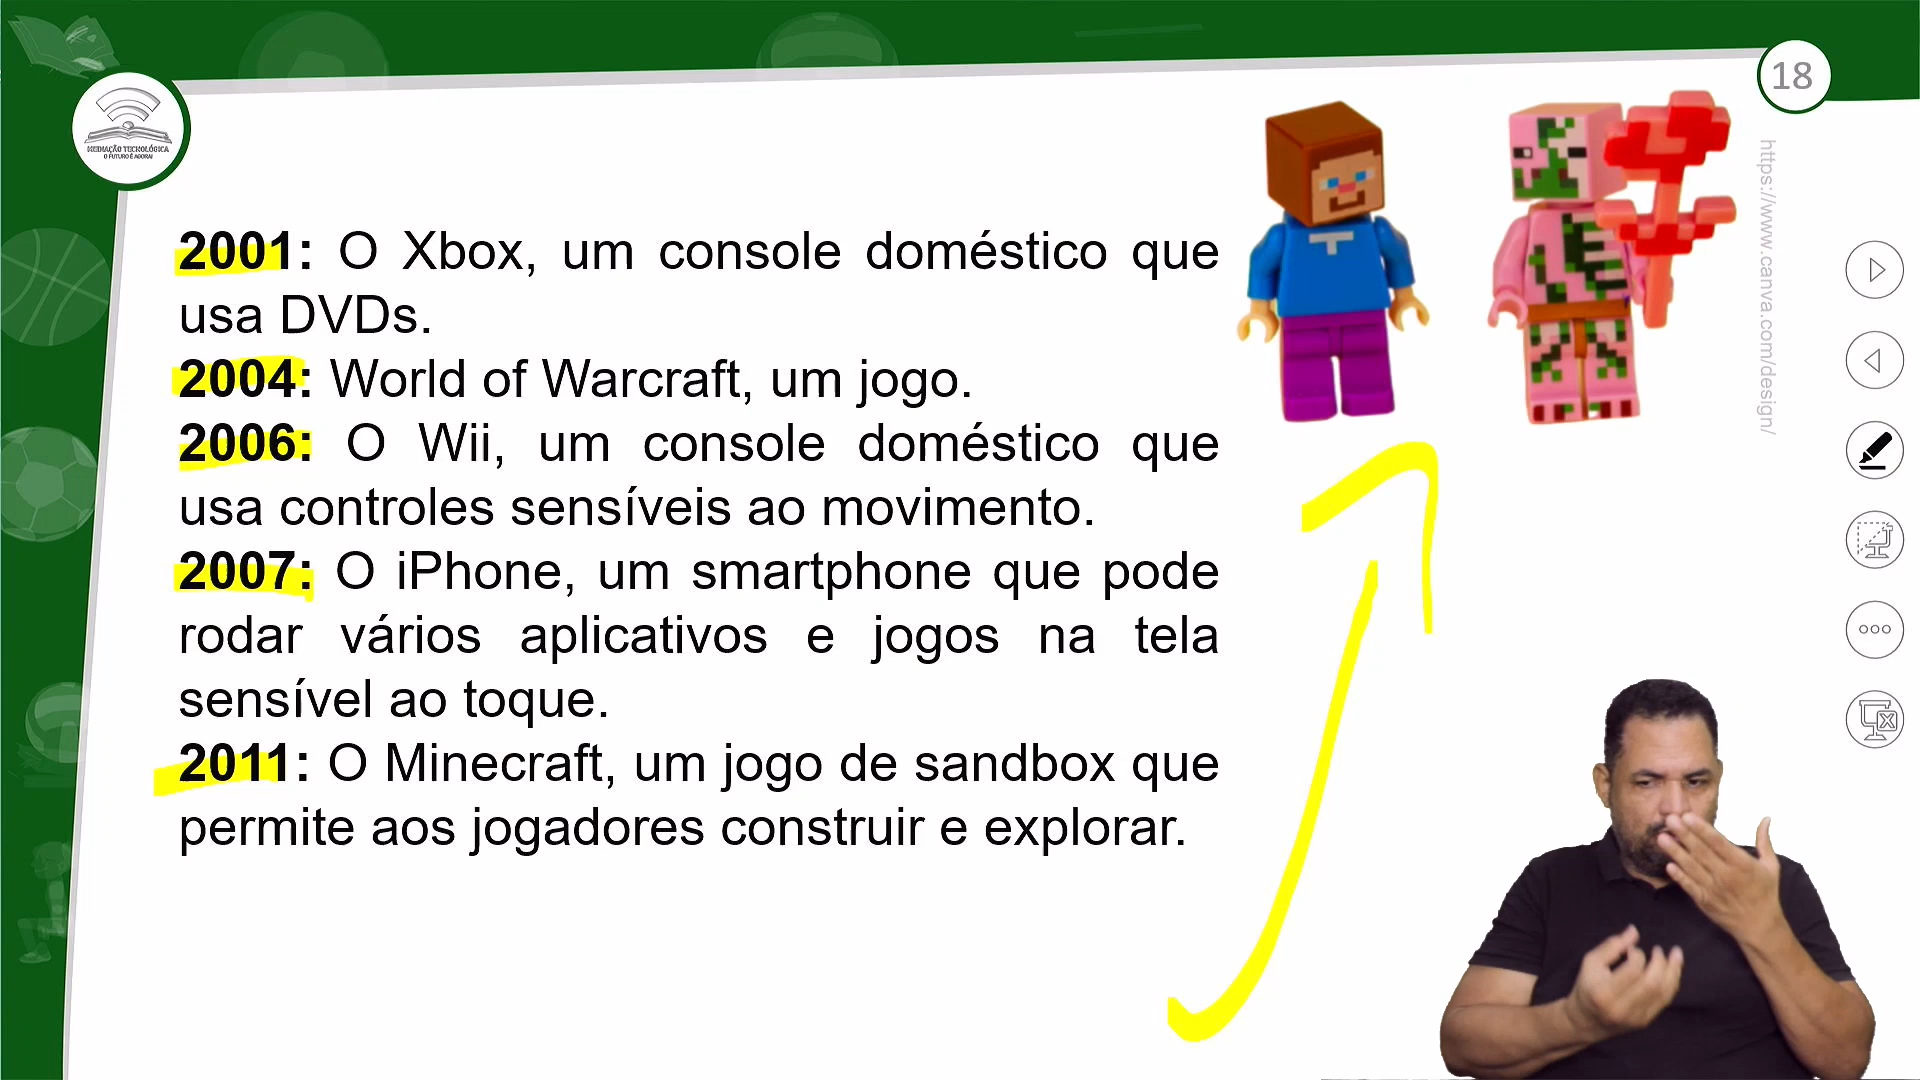 18
MEDIAÇÃO TECNOLÓGICA
O FUTURO É AGORA!
https://www.canva.com/design/
2001: O Xbox, um console doméstico que
usa DVDs.
2004: World of Warcraft, um jogo.
2006: O Wii, um console doméstico que
usa controles sensíveis ao movimento.
2007: O iPhone, um smartphone que pode
rodar vários aplicativos e jogos na tela
sensível ao toque.
2011: O Minecraft, um jogo de sandbox que
permite aos jogadores construir e explorar.